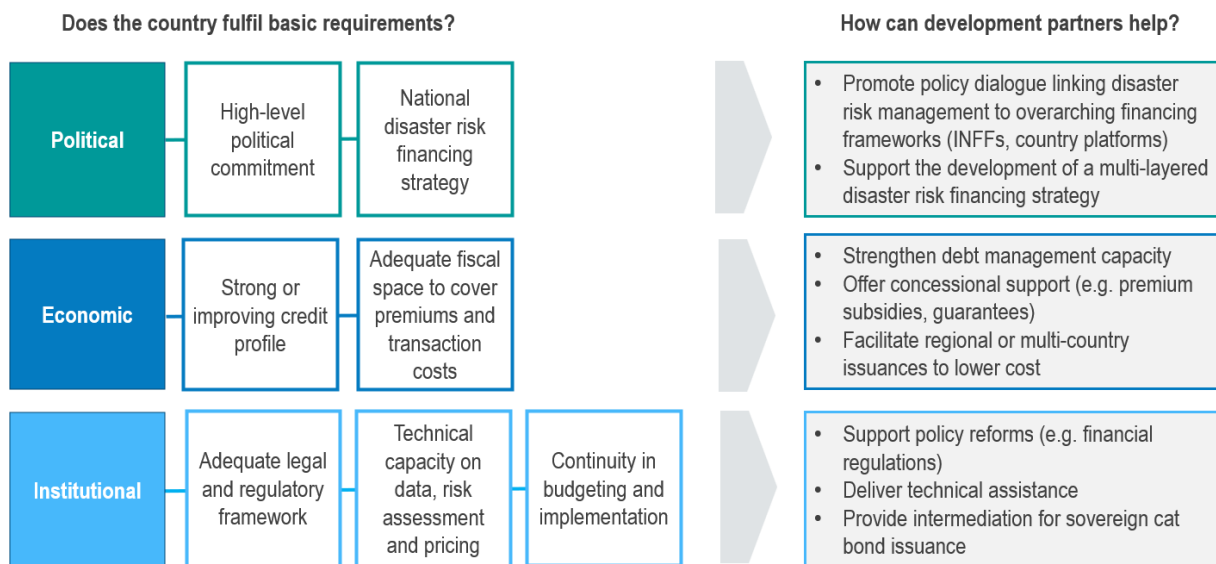 Does the country fulfil basic requirements?
How can development partners help?
Political
High-level
political
commitment
National
disaster risk
financing
strategy
• Promote policy dialogue linking disaster
risk management to overarching financing
frameworks (INFFs, country platforms)
• Support the development of a multi-layered
disaster risk financing strategy
Economic
Strong or
improving credit
profile
Adequate fiscal
space to cover
premiums and
transaction
costs
• Strengthen debt management capacity
• Offer concessional support (e.g. premium
subsidies, guarantees)
• Facilitate regional or multi-country
issuances to lower cost
Institutional
Adequate legal
and regulatory
framework
Technical
capacity on
data, risk
assessment
and pricing
Continuity in
budgeting and
implementation
• Support policy reforms (e.g. financial
regulations)
• Deliver technical assistance
• Provide intermediation for sovereign cat
bond issuance